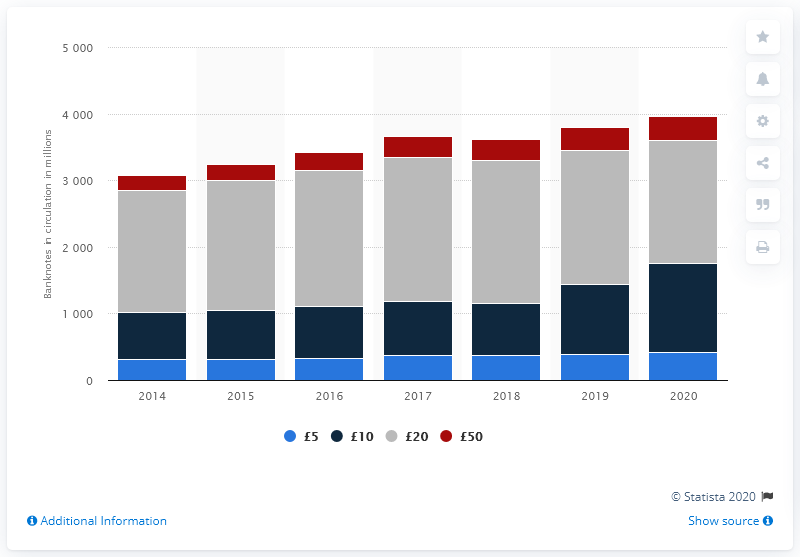 5 000
4 000
3 000
2 000
1 000
0
Banknotes in circulation in millions
2014 2015 2016 2017 2018 2019 2020
£5 £10 £20 £50
© Statista 2020
Additional Information
Show source